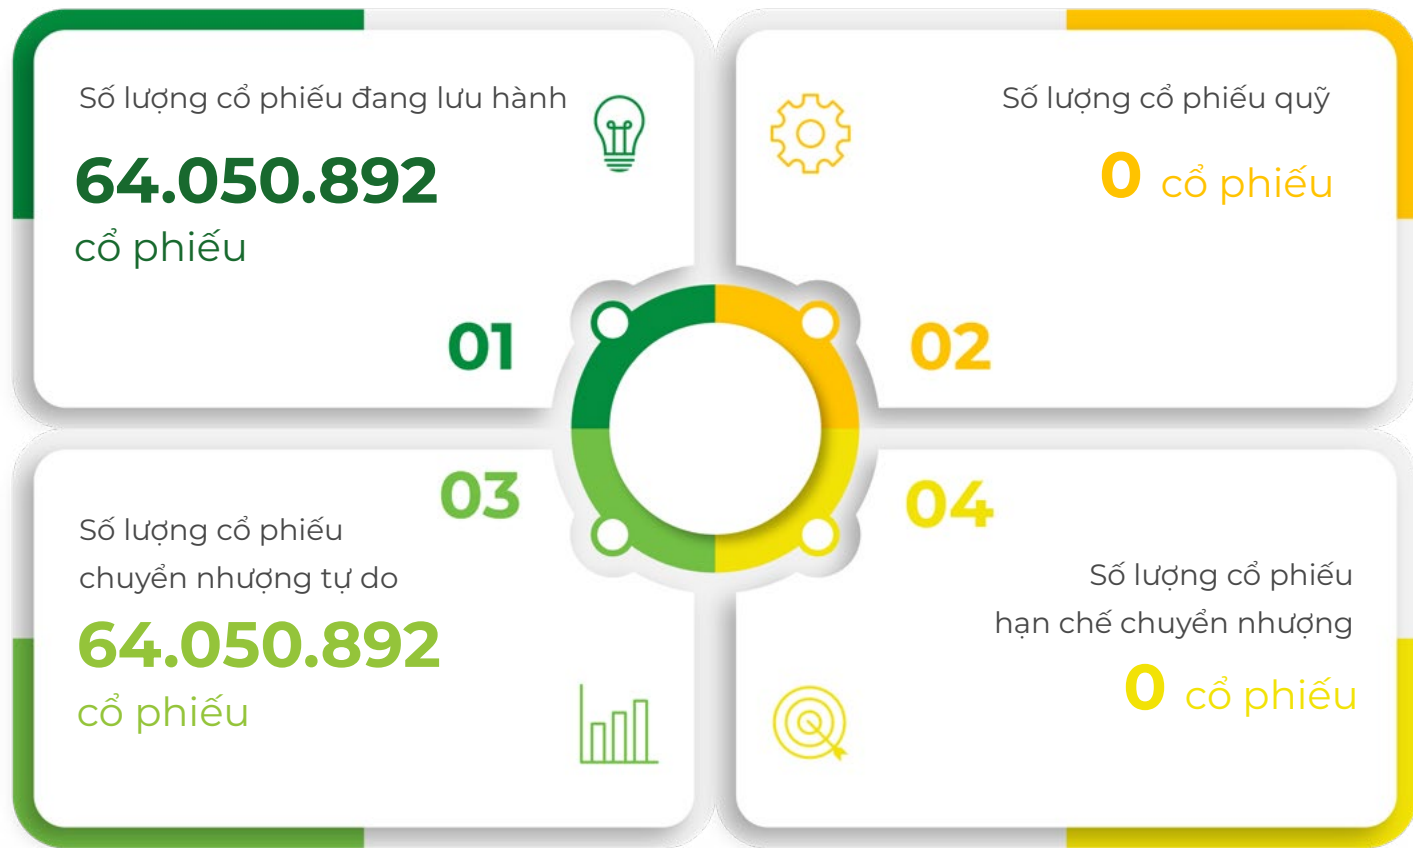 Số lượng cổ phiếu đang lưu hành
64.050.892
cổ phiếu
01
Số lượng cổ phiếu quỹ
0 cổ phiếu
02
03
Số lượng cổ phiếu
chuyển nhượng tự do
64.050.892
cổ phiếu
04
Số lượng cổ phiếu
hạn chế chuyển nhượng
0 cổ phiếu